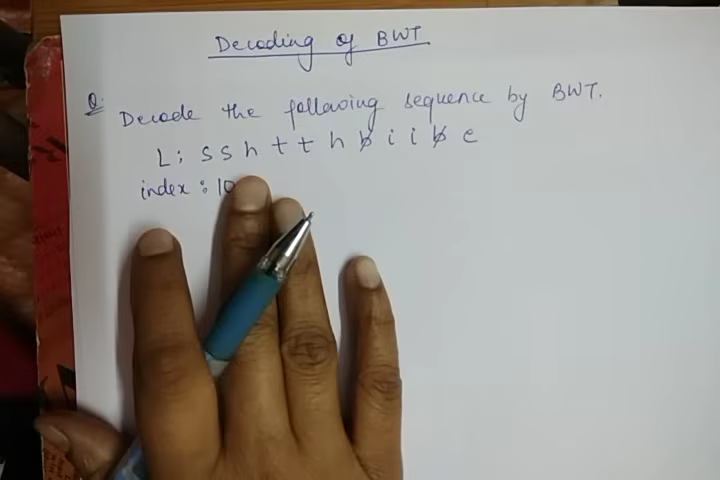 Decoding of BWT
Q. Decode the following sequence by BWT.
L: s s h t t h b̸ i i b̸ e
index: 10